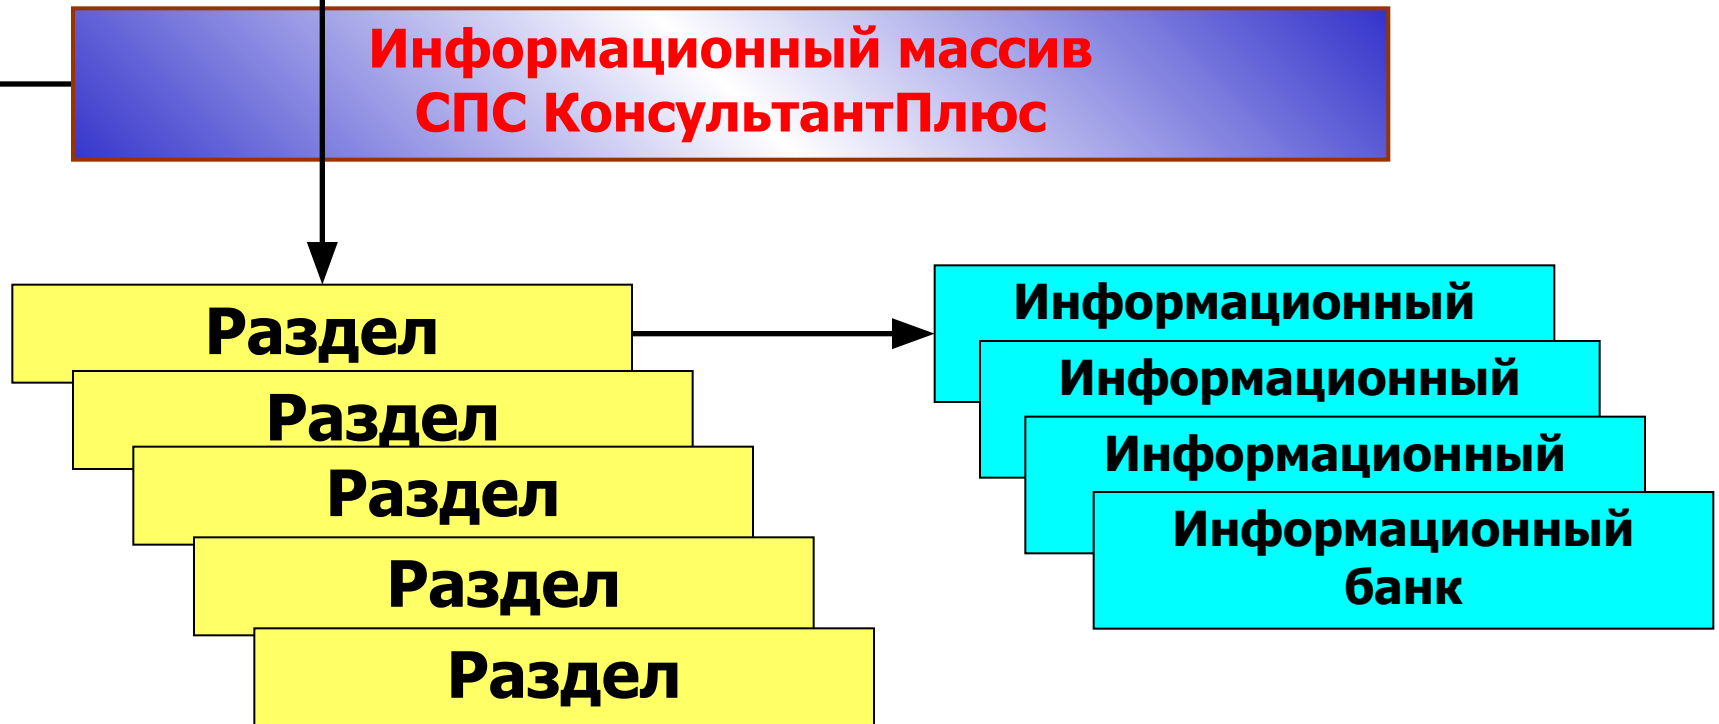 Информационный массив
СПС КонсультантПлюс
Раздел
Раздел
Раздел
Раздел
Раздел
Информационный
Информационный
Информационный
Информационный
банк